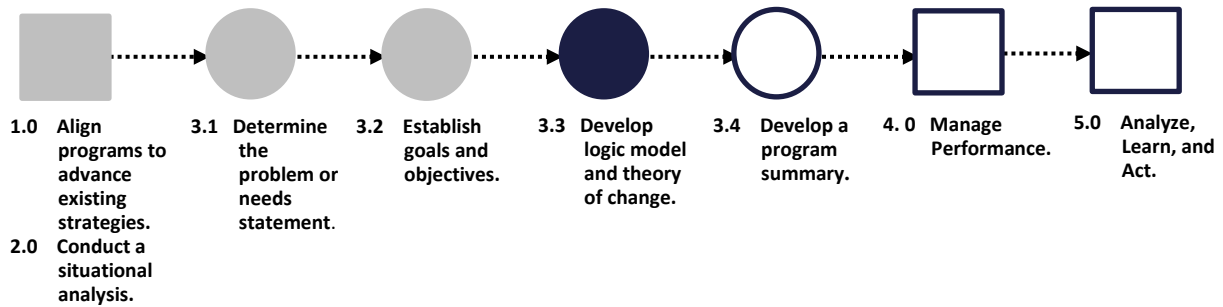 1.0 Align
programs to
advance
existing
strategies.
2.0 Conduct a
situational
analysis.
3.1 Determine
the
problem or
needs
statement.
3.2 Establish
goals and
objectives.
3.3 Develop
logic model
and theory
of change.
3.4 Develop a
program
summary.
4. 0 Manage
Performance.
5.0 Analyze,
Learn, and
Act.